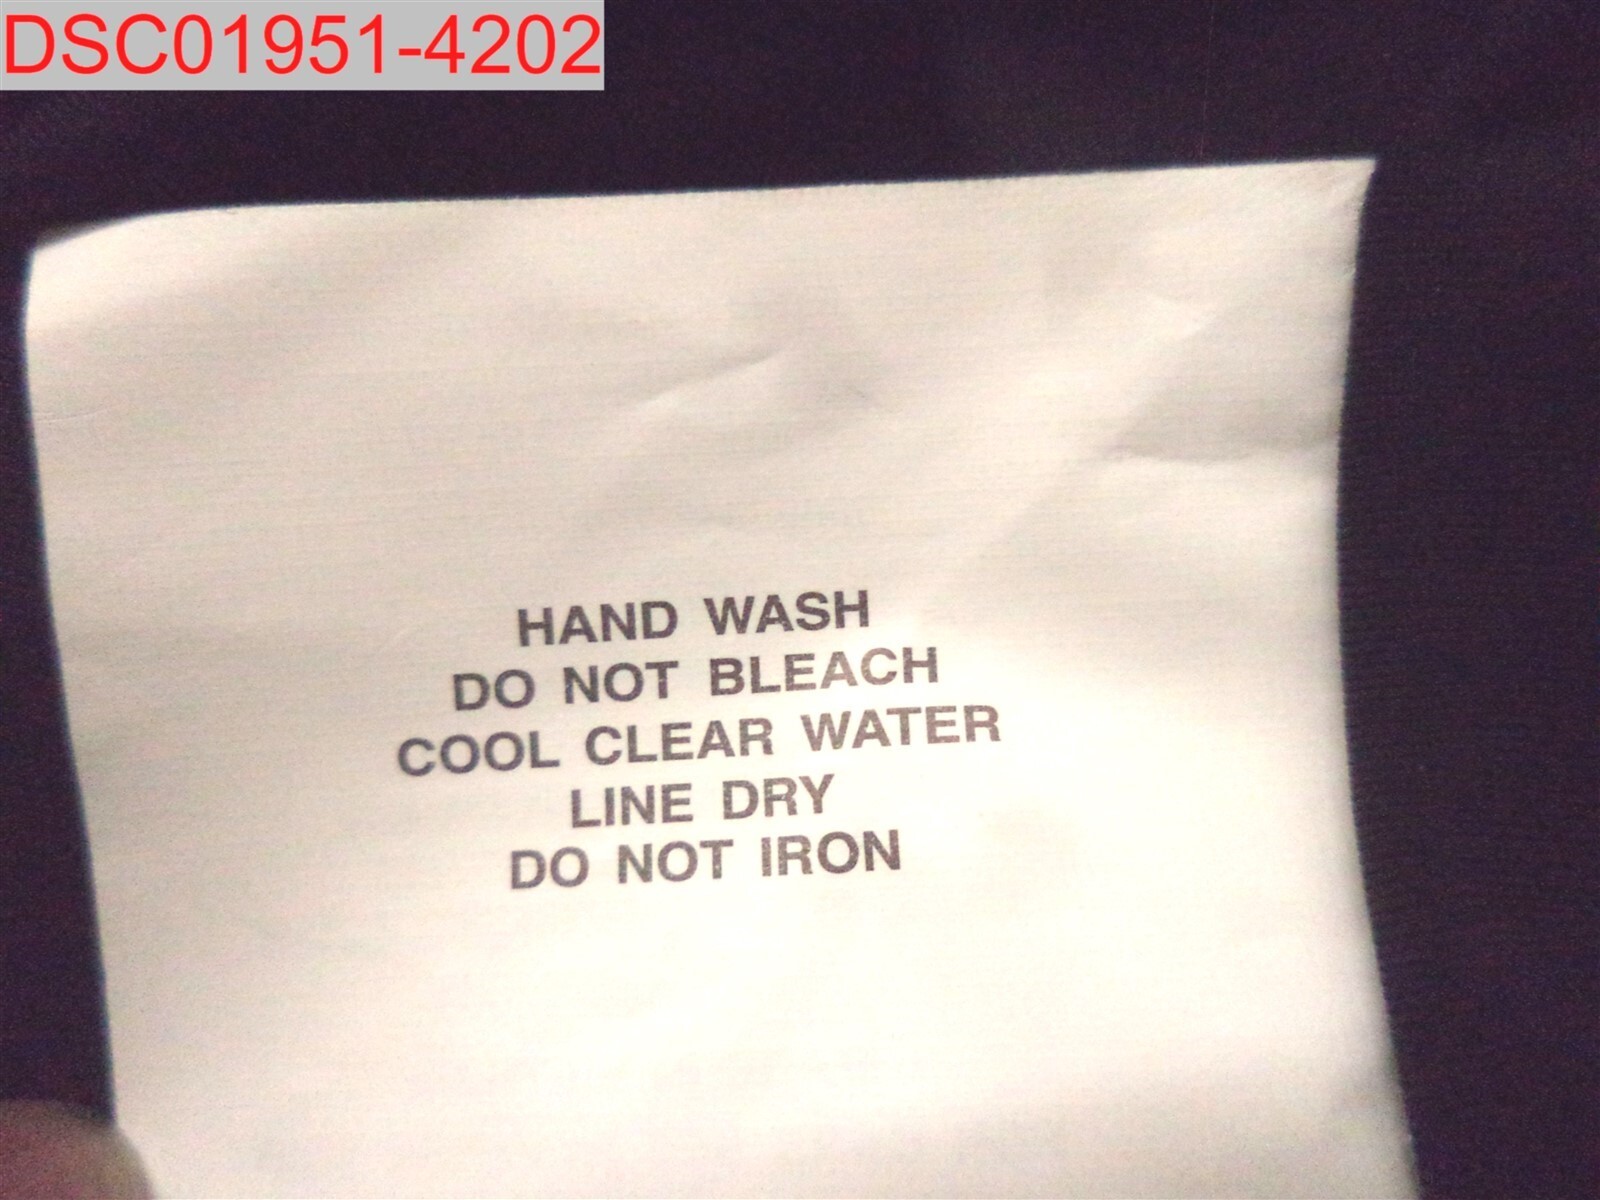 DSC01951-4202
HAND WASH
DO NOT BLEACH
COOL CLEAR WATER
LINE DRY
DO NOT IRON